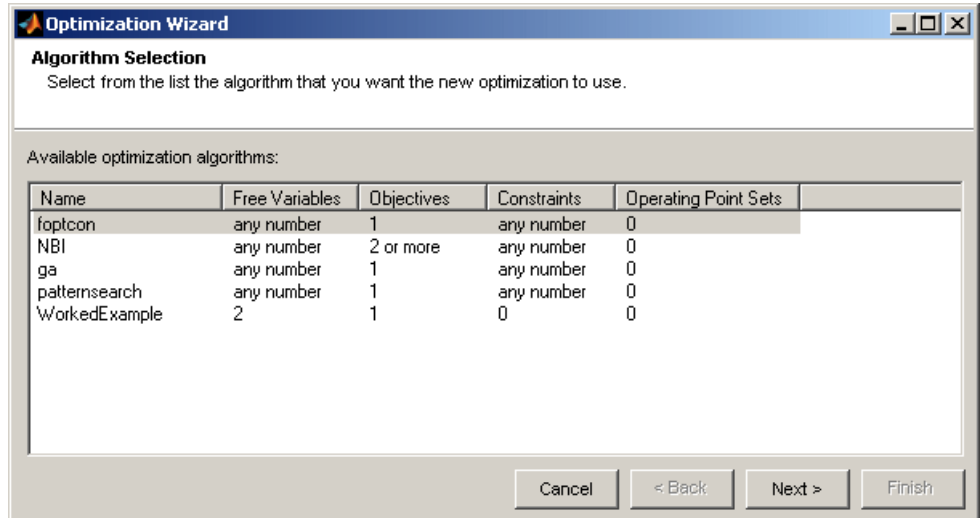 Optimization Wizard
Algorithm Selection
Select from the list the algorithm that you want the new optimization to use.
Available optimization algorithms:
Name Free Variables Objectives Constraints Operating Point Sets
foptcon any number 1 any number 0
NBI any number 2 or more any number 0
ga any number 1 any number 0
patternsearch any number 1 any number 0
WorkedExample 2 1 0 0
Cancel < Back Next > Finish